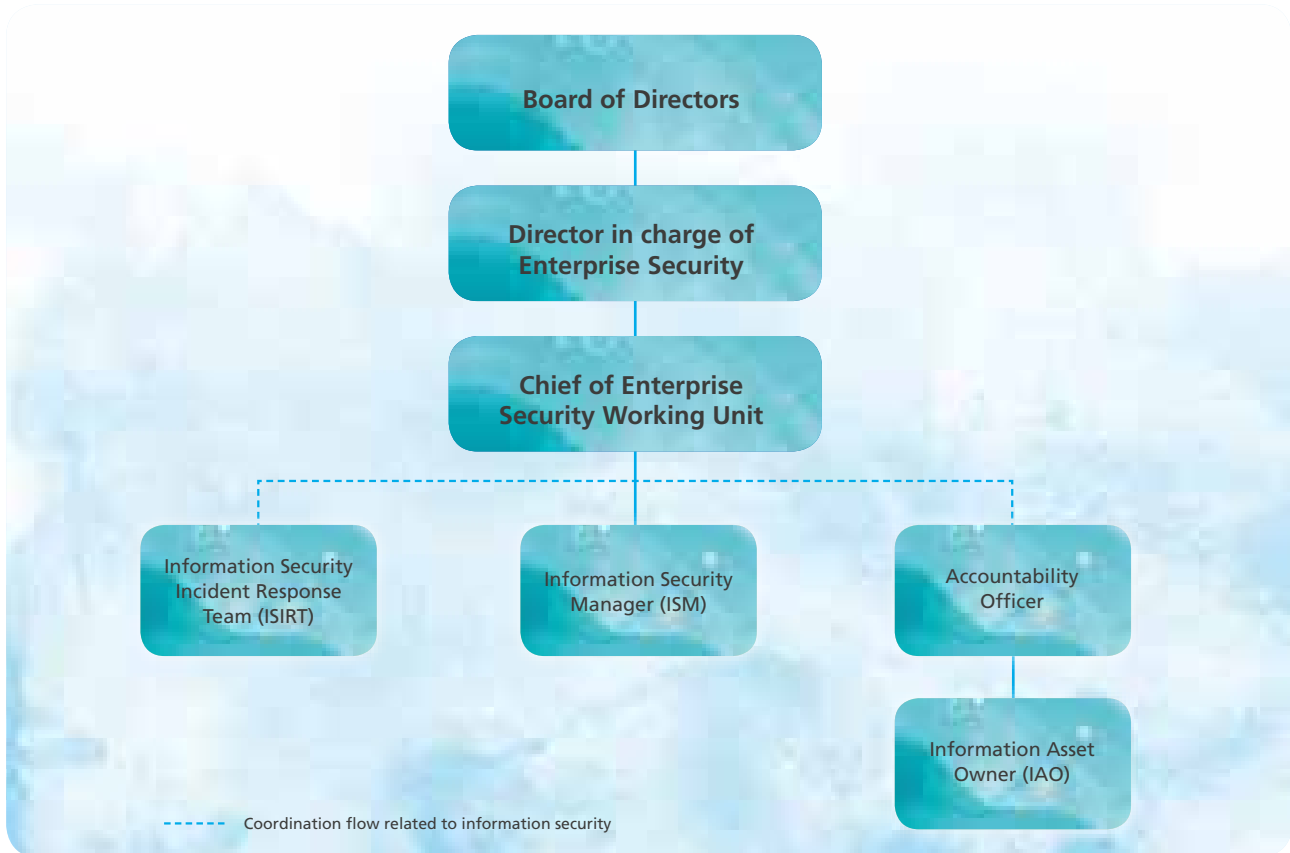 Board of Directors
Director in charge of
Enterprise Security
Chief of Enterprise
Security Working Unit
Information Security
Incident Response
Team (ISIRT)
Information Security
Manager (ISM)
Accountability
Officer
Information Asset
Owner (IAO)
Coordination flow related to information security